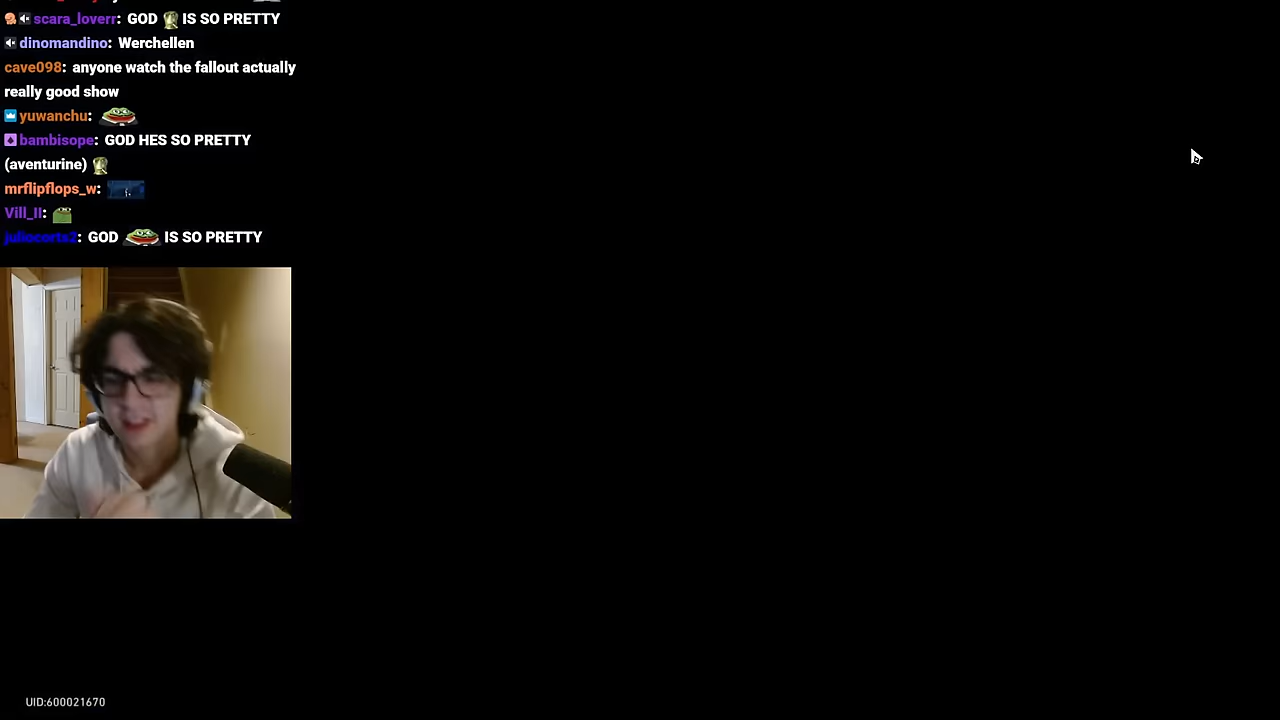 scara_loverr: GOD IS SO PRETTY
dinomandino: Werchellen
cave098: anyone watch the fallout actually
really good show
yuwanchu:
bambisope: GOD HES SO PRETTY
(aventurine)
mrflipflops_w:
Vill_II:
juliocorts2: GOD IS SO PRETTY
UID:600021670